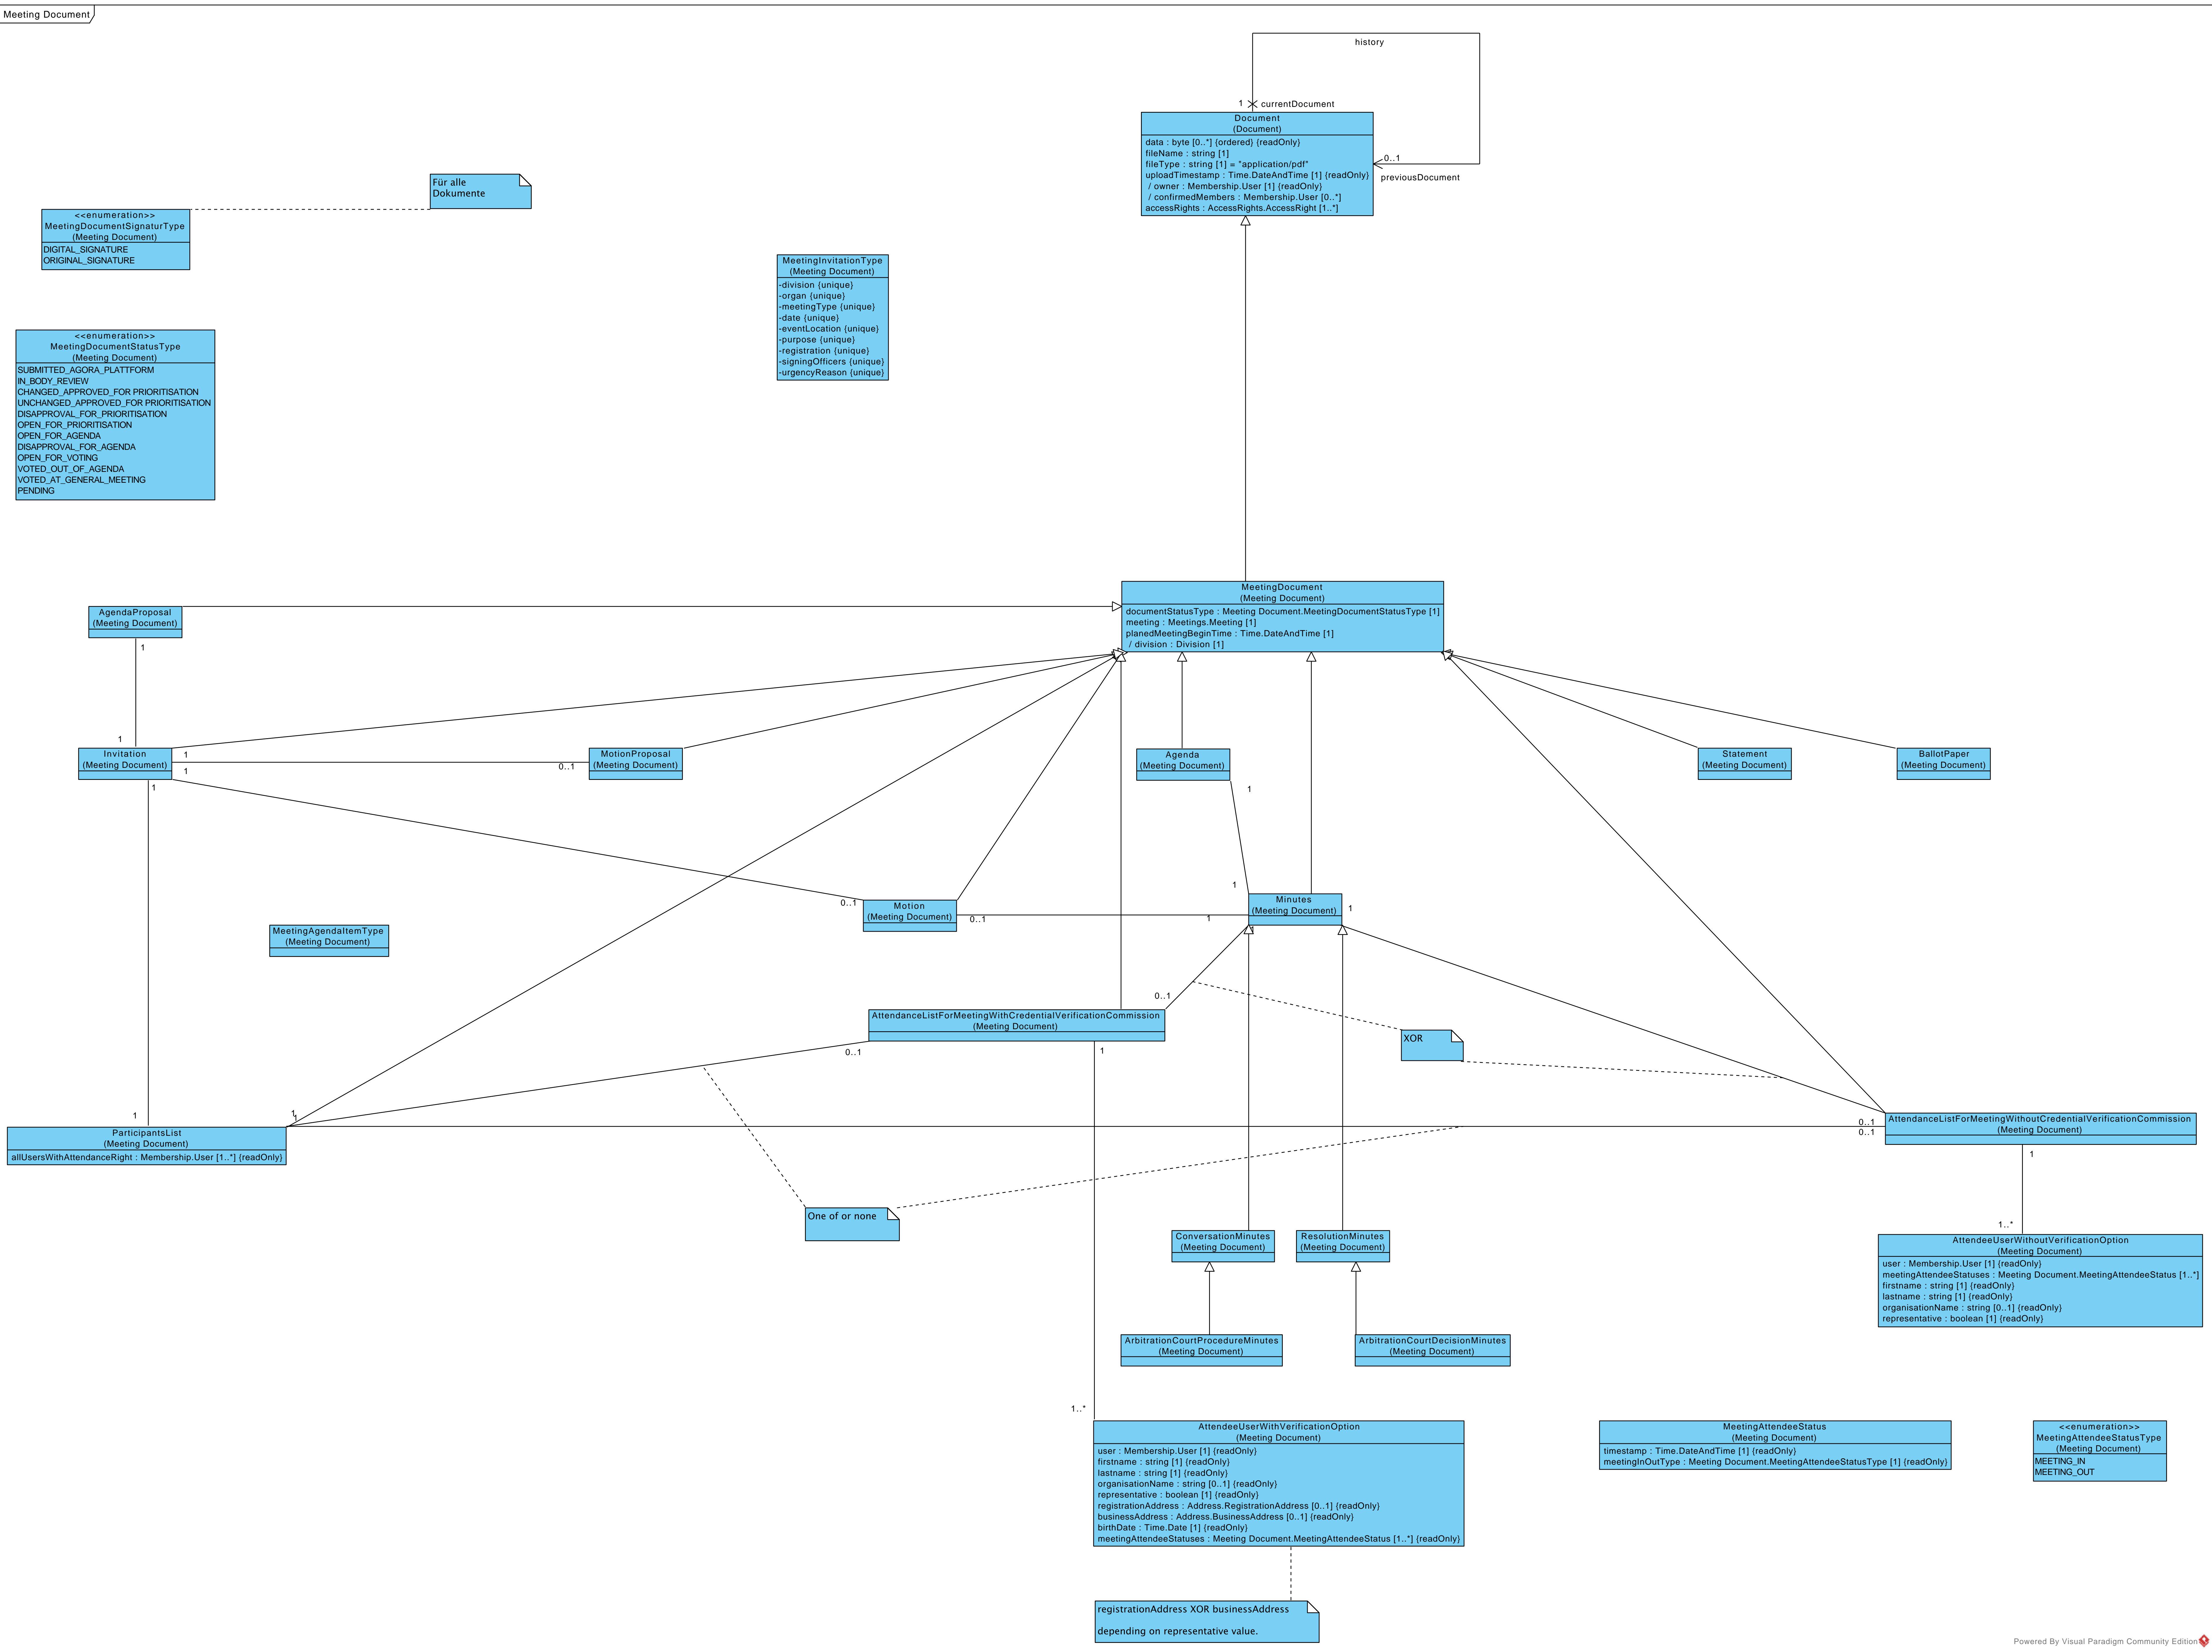 Meeting Document
history
1
currentDocument
Document
(Document)
data : byte [0..*] {ordered} {readOnly}
fileName : string [1]
fileType : string [1] = "application/pdf"
uploadTimestamp : Time.DateAndTime [1] {readOnly}
/ owner : Membership.User [1] {readOnly}
/ confirmedMembers : Membership.User [0..*]
accessRights : AccessRights.AccessRight [1..*]
0..1
previousDocument
Für alle
Dokumente
<<enumeration>>
MeetingDocumentSignaturType
(Meeting Document)
DIGITAL_SIGNATURE
ORIGINAL_SIGNATURE
MeetingInvitationType
(Meeting Document)
-division {unique}
-organ {unique}
-meetingType {unique}
-date {unique}
-eventLocation {unique}
-purpose {unique}
-registration {unique}
-signingOfficers {unique}
-urgencyReason {unique}
<<enumeration>>
MeetingDocumentStatusType
(Meeting Document)
SUBMITTED_AGORA_PLATTFORM
IN_BODY_REVIEW
CHANGED_APPROVED_FOR PRIORITISATION
UNCHANGED_APPROVED_FOR PRIORITISATION
DISAPPROVAL_FOR_PRIORITISATION
OPEN_FOR_PRIORITISATION
OPEN_FOR_AGENDA
DISAPPROVAL_FOR_AGENDA
OPEN_FOR_VOTING
VOTED_OUT_OF_AGENDA
VOTED_AT_GENERAL_MEETING
PENDING
MeetingDocument
(Meeting Document)
documentStatusType : Meeting Document.MeetingDocumentStatusType [1]
meeting : Meetings.Meeting [1]
planedMeetingBeginTime : Time.DateAndTime [1]
/ division : Division [1]
AgendaProposal
(Meeting Document)
1
1
Invitation
(Meeting Document)
1
1
1
0..1
MotionProposal
(Meeting Document)
Agenda
(Meeting Document)
1
Statement
(Meeting Document)
BallotPaper
(Meeting Document)
1
0..1
Motion
(Meeting Document)
0..1
1
Minutes
(Meeting Document)
1
1
MeetingAgendaItemType
(Meeting Document)
0..1
AttendanceListForMeetingWithCredentialVerificationCommission
(Meeting Document)
0..1
1
XOR
1
1
1
ParticipantsList
(Meeting Document)
allUsersWithAttendanceRight : Membership.User [1..*] {readOnly}
0..1
0..1
AttendanceListForMeetingWithoutCredentialVerificationCommission
(Meeting Document)
1
One of or none
1..*
ConversationMinutes
(Meeting Document)
ResolutionMinutes
(Meeting Document)
AttendeeUserWithoutVerificationOption
(Meeting Document)
user : Membership.User [1] {readOnly}
meetingAttendeeStatuses : Meeting Document.MeetingAttendeeStatus [1..*]
firstname : string [1] {readOnly}
lastname : string [1] {readOnly}
organisationName : string [0..1] {readOnly}
representative : boolean [1] {readOnly}
ArbitrationCourtProcedureMinutes
(Meeting Document)
ArbitrationCourtDecisionMinutes
(Meeting Document)
1..*
AttendeeUserWithVerificationOption
(Meeting Document)
user : Membership.User [1] {readOnly}
firstname : string [1] {readOnly}
lastname : string [1] {readOnly}
organisationName : string [0..1] {readOnly}
representative : boolean [1] {readOnly}
registrationAddress : Address.RegistrationAddress [0..1] {readOnly}
businessAddress : Address.BusinessAddress [0..1] {readOnly}
birthDate : Time.Date [1] {readOnly}
meetingAttendeeStatuses : Meeting Document.MeetingAttendeeStatus [1..*] {readOnly}
MeetingAttendeeStatus
(Meeting Document)
timestamp : Time.DateAndTime [1] {readOnly}
meetingInOutType : Meeting Document.MeetingAttendeeStatusType [1] {readOnly}
<<enumeration>>
MeetingAttendeeStatusType
(Meeting Document)
MEETING_IN
MEETING_OUT
registrationAddress XOR businessAddress
depending on representative value.
Powered By Visual Paradigm Community Edition